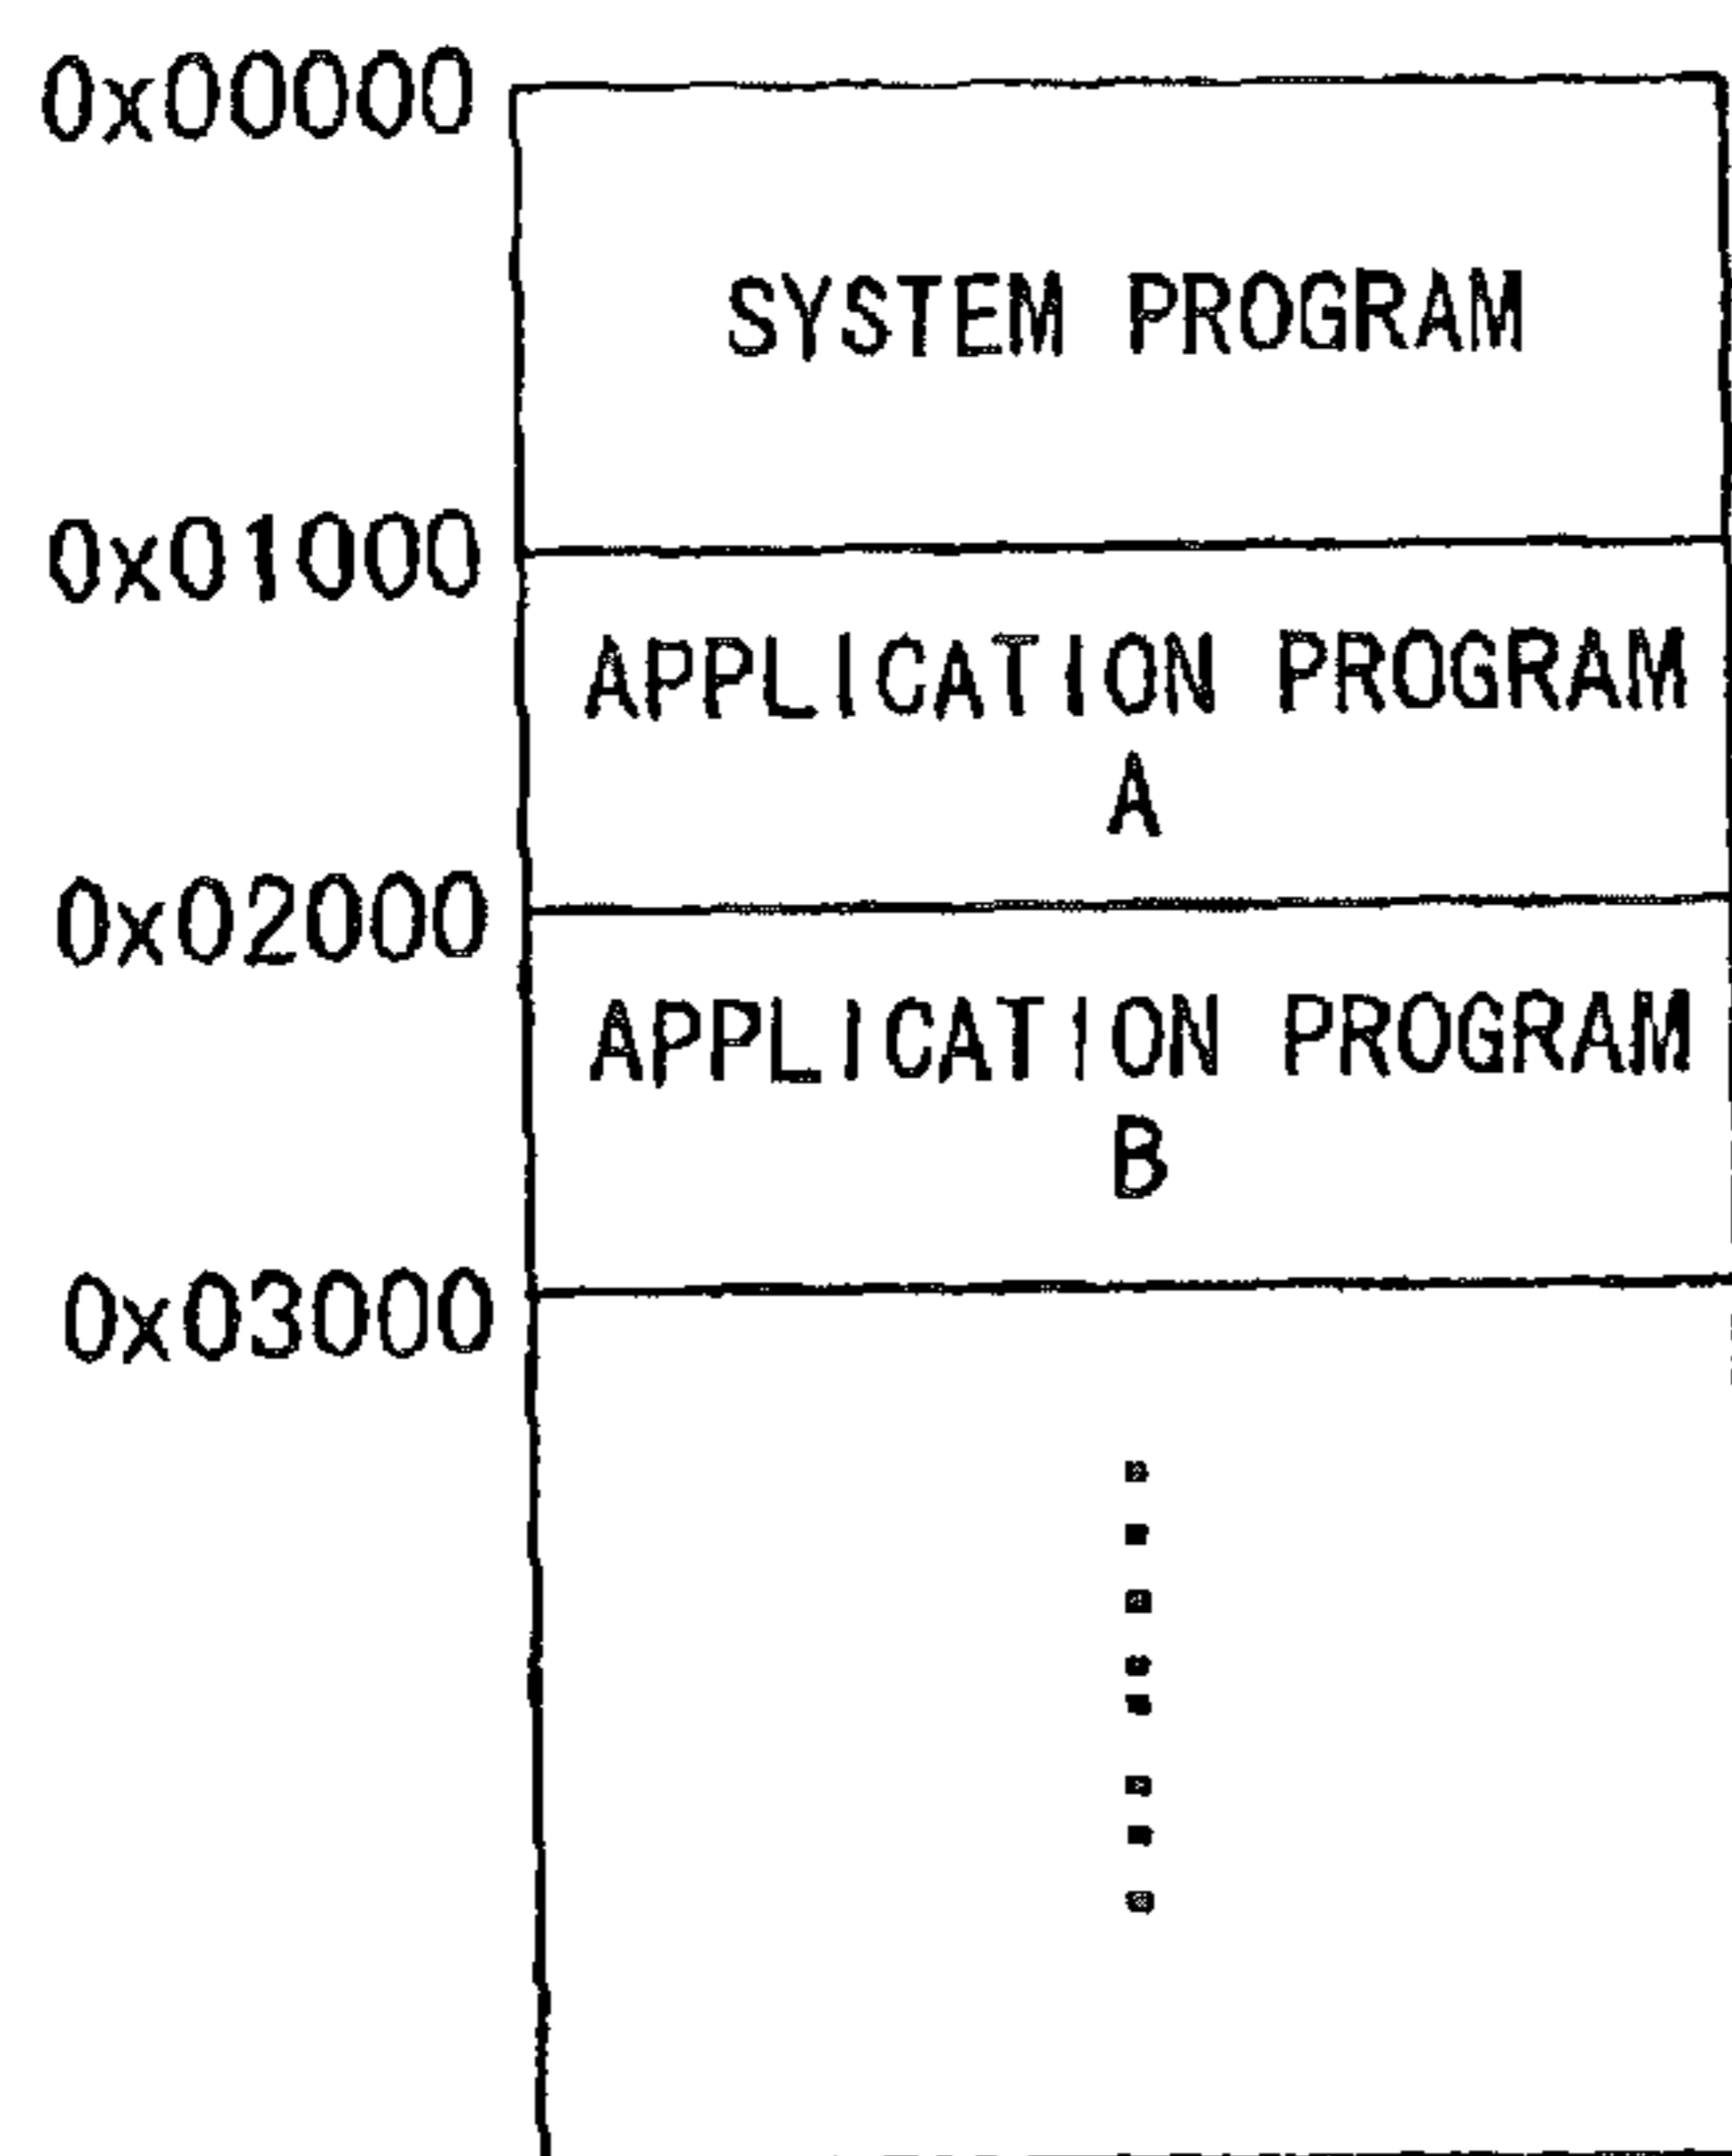 0x00000
SYSTEM PROGRAM
0x01000
APPLICATION PROGRAM
A
0x02000
APPLICATION PROGRAM
B
0x03000